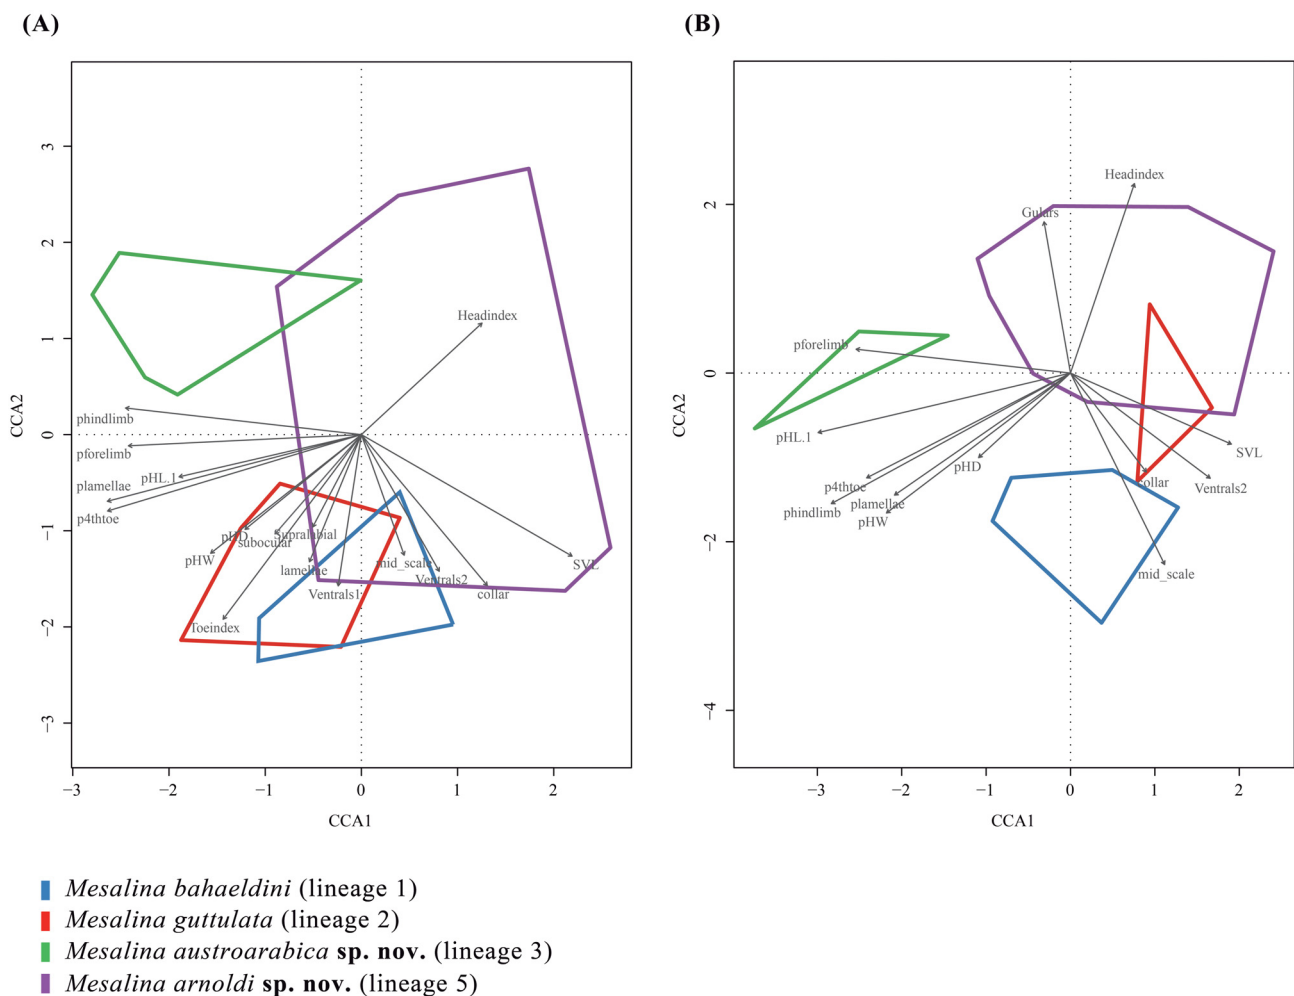 (A)
(B)
3
2
1
0
−1
−2
−3
CCA2
−3
−2
−1
0
1
2
CCA1
Headindex
phindlimb
pforelimb
pHL.1
plamellae
p4thtoe
pHD
subocular
Supralabial
pHW
lamellae
mid_scale
Ventrals2
SVL
Ventrals1
collar
Toeindex
2
0
−2
−4
CCA2
−3
−2
−1
0
1
2
CCA1
Headindex
Gulars
pforelimb
pHL.1
pHD
SVL
collar
Ventrals2
p4thtoe
plamellae
phindlimb
pHW
mid_scale
Mesalina bahaeldini (lineage 1)
Mesalina guttulata (lineage 2)
Mesalina austroarabica sp. nov. (lineage 3)
Mesalina arnoldi sp. nov. (lineage 5)